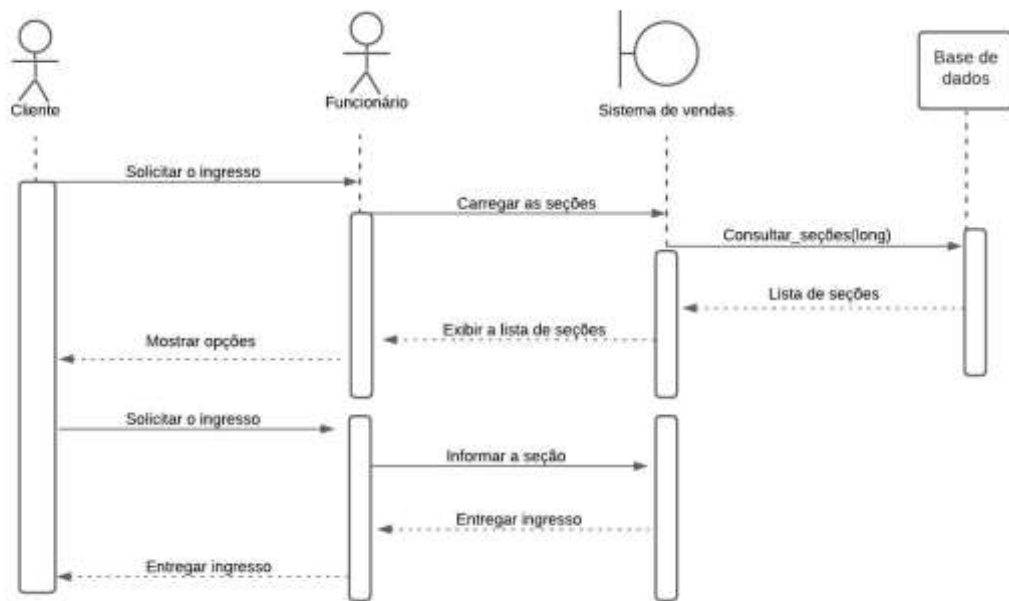 Cliente
Funcionário
Sistema de vendas
Base de
dados
Solicitar o ingresso
Carregar as seções
Consultar_seções(long)
Lista de seções
Exibir a lista de seções
Mostrar opções
Solicitar o ingresso
Informar a seção
Entregar ingresso
Entregar ingresso